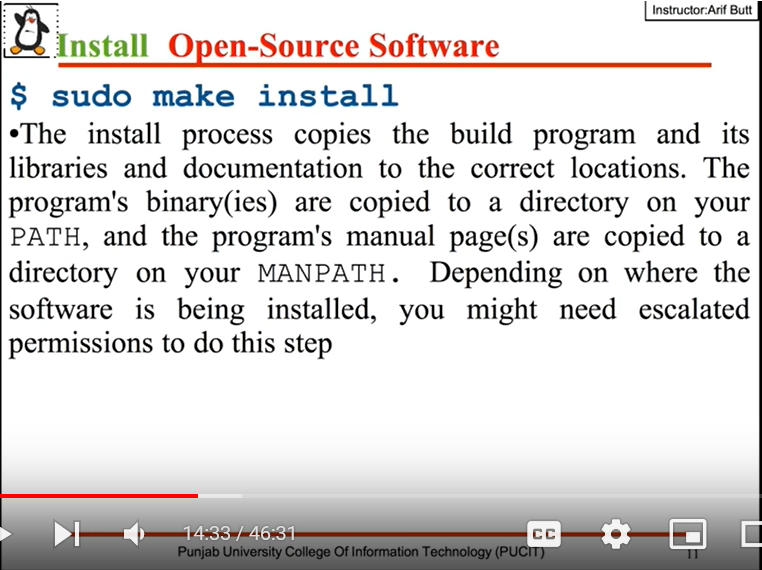 Instructor:Arif Butt
Install Open-Source Software
$ sudo make install
•The install process copies the build program and its
libraries and documentation to the correct locations. The
program's binary(ies) are copied to a directory on your
PATH, and the program's manual page(s) are copied to a
directory on your MANPATH. Depending on where the
software is being installed, you might need escalated
permissions to do this step
14:33 / 46:31
CC
Punjab University College Of Information Technology (PUCIT)
11